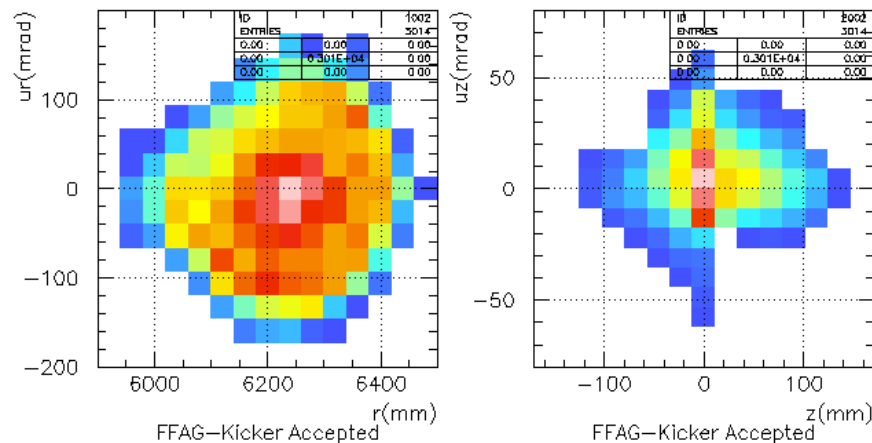 ID 1002
ENTRIES 3014
0.00 0.00 0.00
0.00 0.301E+04 0.00
0.00 0.00 0.00
ur(mrad)
100
0
−100
−200
6000 6200 6400
r(mm)
FFAG−Kicker Accepted
ID 2002
ENTRIES 3014
0.00 0.00 0.00
0.00 0.301E+04 0.00
0.00 0.00 0.00
uz(mrad)
50
0
−50
−100 0 100
z(mm)
FFAG−Kicker Accepted